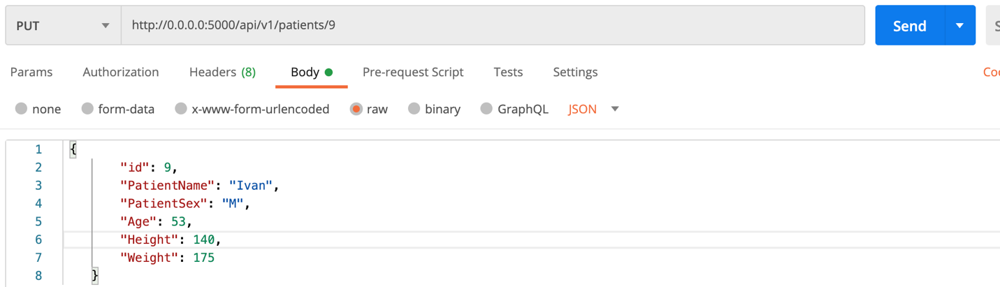 PUT http://0.0.0.0:5000/api/v1/patients/9 Send S
Params Authorization Headers (8) Body Pre-request Script Tests Settings Coo
none form-data x-www-form-urlencoded raw binary GraphQL JSON
1 {
2 "id": 9,
3 "PatientName": "Ivan",
4 "PatientSex": "M",
5 "Age": 53,
6 "Height": 140,
7 "Weight": 175
8 }